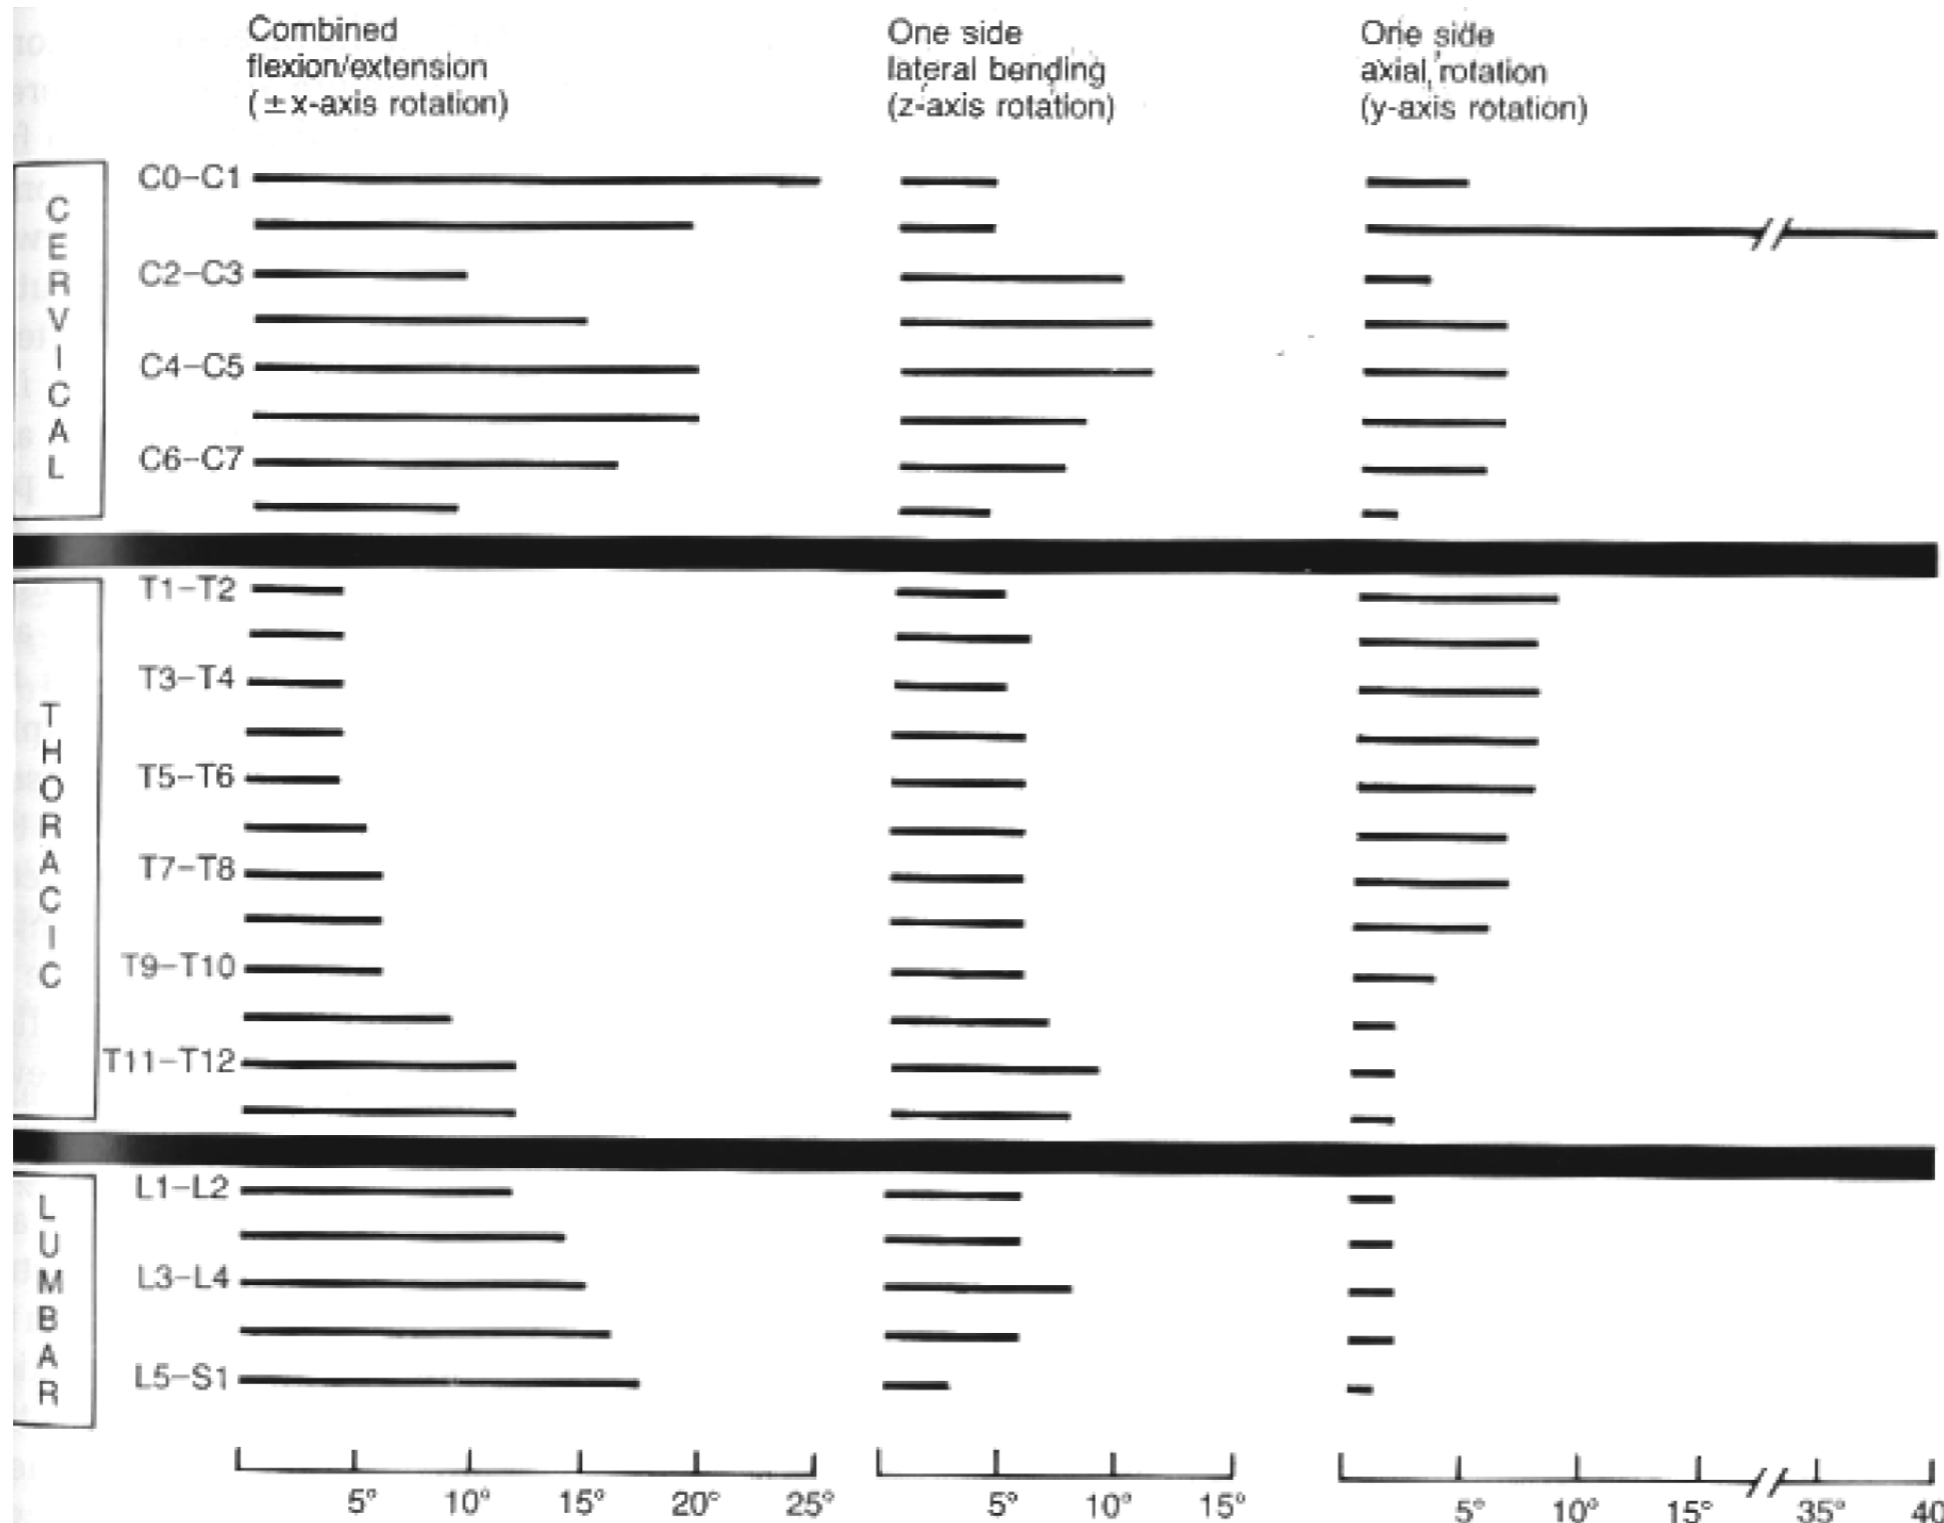 Combined
flexion/extension
(±x-axis rotation)
One side
lateral bending
(z-axis rotation)
One side
axial rotation
(y-axis rotation)
CERVICAL
C0–C1
C2–C3
C4–C5
C6–C7
THORACIC
T1–T2
T3–T4
T5–T6
T7–T8
T9–T10
T11–T12
LUMBAR
L1–L2
L3–L4
L5–S1
5° 10° 15° 20° 25°
5° 10° 15°
5° 10° 15° 35° 40